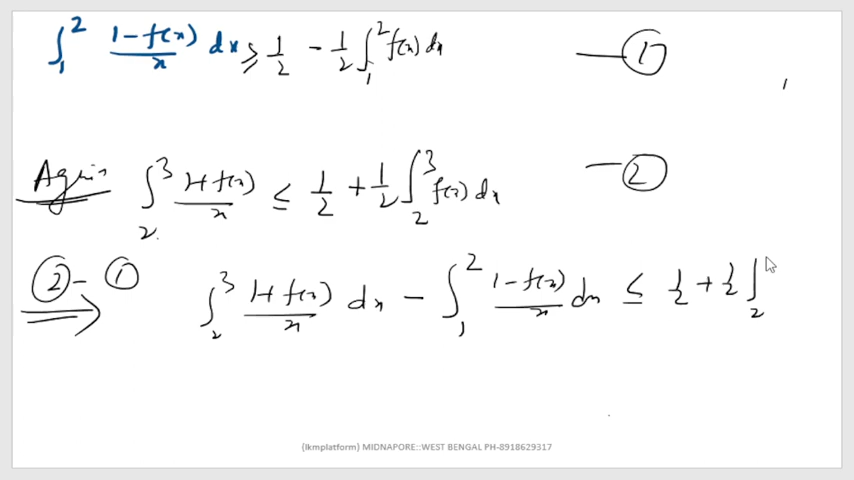 ∫₁² (1-f(x))/x dx ≥ 1/2 - 1/2 ∫₁² f(x) dx —①
Again ∫₂³ (1+f(x))/x ≤ 1/2 + 1/2 ∫₂³ f(x) dx —②
②-① ⟹ ∫₂³ (1+f(x))/x dx - ∫₁² (1-f(x))/x dx ≤ 1/2 + 1/2 ∫₂
{lkmplatform} MIDNAPORE::WEST BENGAL PH-8918629317